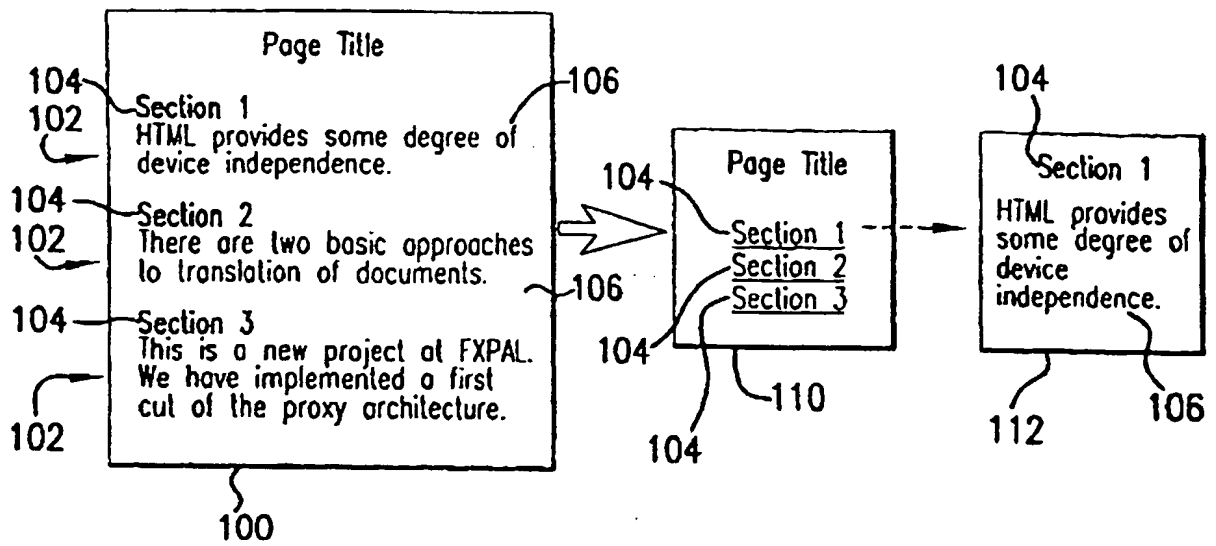 Page Title
104
Section 1
106
102
HTML provides some degree of
device independence.
104
Section 2
102
There are two basic approaches
to translation of documents.
106
104
Section 3
This is a new project at FXPAL.
We have implemented a first
102
cut of the proxy architecture.
100
Page Title
104
Section 1
Section 2
104
Section 3
104
110
104
Section 1
HTML provides
some degree of
device
independence.
106
112